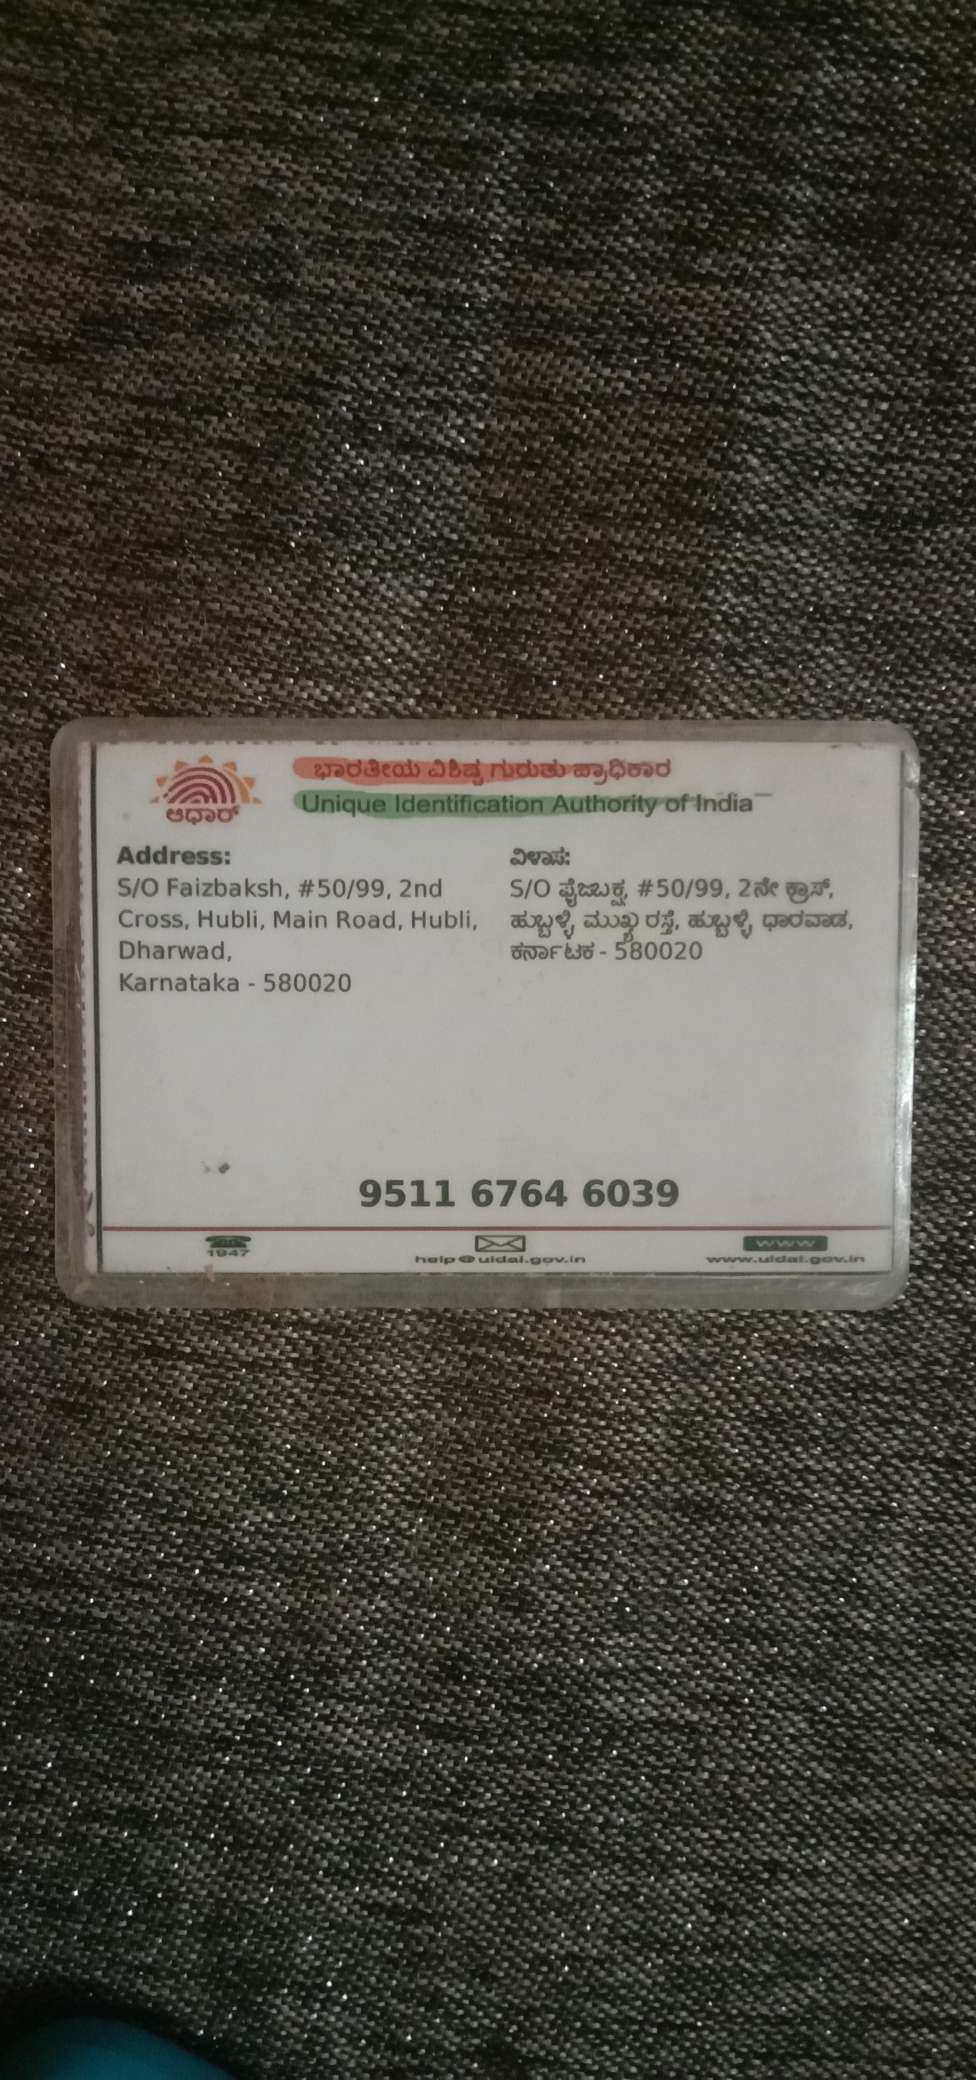 ಭಾರತೀಯ ವಿಶಿಷ್ಟ ಗುರುತು ಪ್ರಾಧಿಕಾರ
Unique Identification Authority of India
ಆಧಾರ್
Address:
S/O Faizbaksh, #50/99, 2nd
Cross, Hubli, Main Road, Hubli,
Dharwad,
Karnataka - 580020
ವಿಳಾಸ:
S/O ಫೈಜಬಕ್ಷ, #50/99, 2ನೇ ಕ್ರಾಸ್,
ಹುಬ್ಬಳ್ಳಿ, ಮುಖ್ಯ ರಸ್ತೆ, ಹುಬ್ಬಳ್ಳಿ, ಧಾರವಾಡ,
ಕರ್ನಾಟಕ - 580020
9511 6764 6039
1947
help@uidai.gov.in
WWW
www.uidai.gov.in